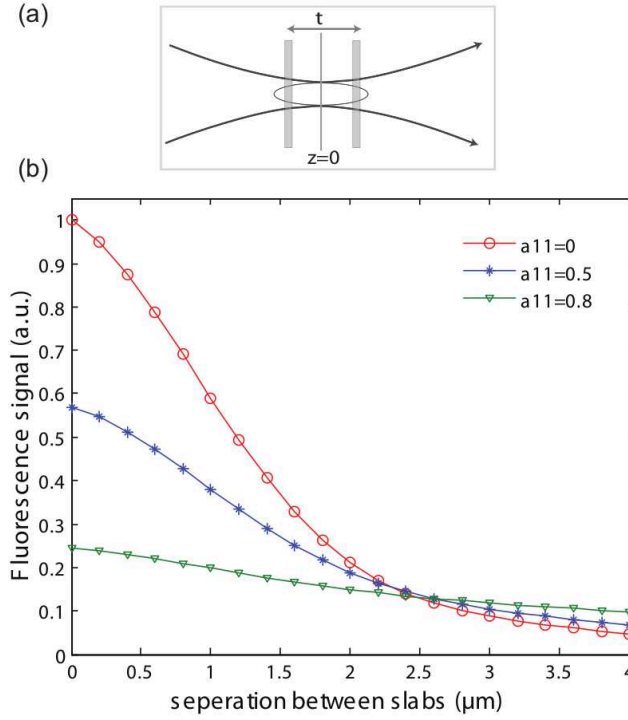 (a)
t
z=0
(b)
1
0.9
0.8
0.7
0.6
0.5
0.4
0.3
0.2
0.1
0
Fluorescence signal (a.u.)
a11=0
a11=0.5
a11=0.8
0 0.5 1 1.5 2 2.5 3 3.5 4
seperation between slabs (µm)